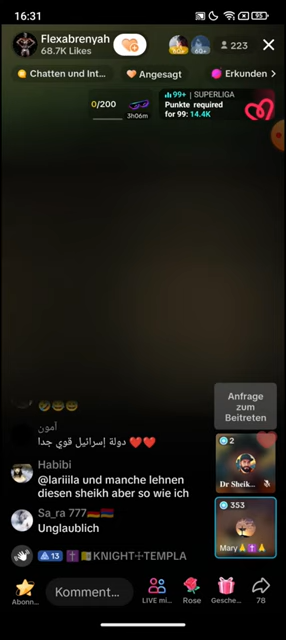 16:31
95
Flexabrenyah
68.7K Likes
223
Chatten und Int...
Angesagt
Erkunden
0/200
3h06m
99+ | SUPERLIGA
Punkte required
for 99: 14.4K
Anfrage
zum
Beitreten
آمون
دولة إسرائيل قوي جدا ❤️❤️
Habibi
@lariiila und manche lehnen
diesen sheikh aber so wie ich
Sa_ra 777🇩🇪🇦🇲
Unglaublich
13
KNIGHT☩TEMPLA
2
Dr Sheik...
353
Mary🙏✝️🙏
Abonn...
Komment...
LIVE mi...
Rose
Gesche...
78